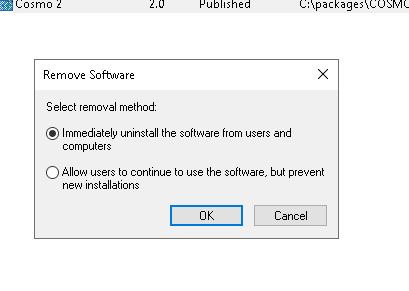 Cosmo 2 2.0 Published C:\packages\COSMO
Remove Software
Select removal method:
Immediately uninstall the software from users and
computers
Allow users to continue to use the software, but prevent
new installations
OK Cancel